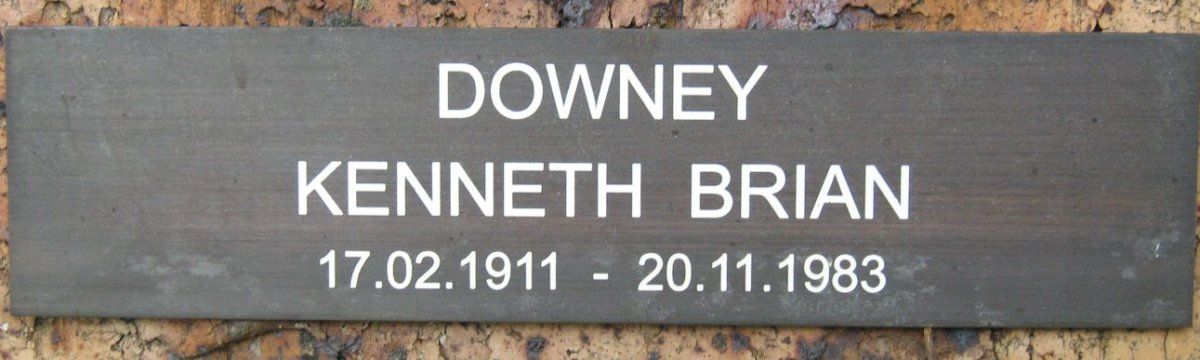 DOWNEY
KENNETH BRIAN
17.02.1911 - 20.11.1983